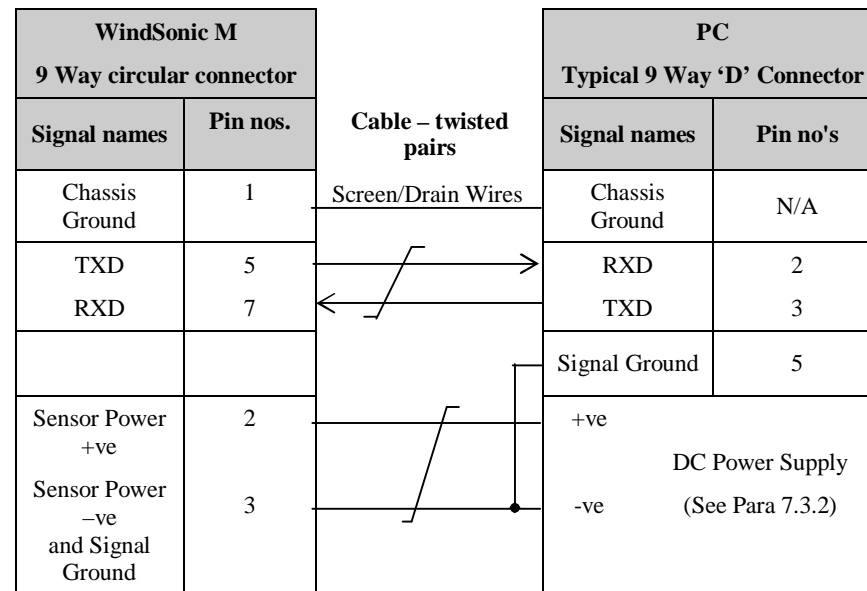 WindSonic M
9 Way circular connector
PC
Typical 9 Way ‘D’ Connector
Signal names
Pin nos.
Cable – twisted
pairs
Signal names
Pin no's
Chassis
Ground
1
Screen/Drain Wires
Chassis
Ground
N/A
TXD
5
RXD
2
RXD
7
TXD
3
Signal Ground
5
Sensor Power
+ve
2
+ve
DC Power Supply
Sensor Power
–ve
and Signal
Ground
3
-ve
(See Para 7.3.2)